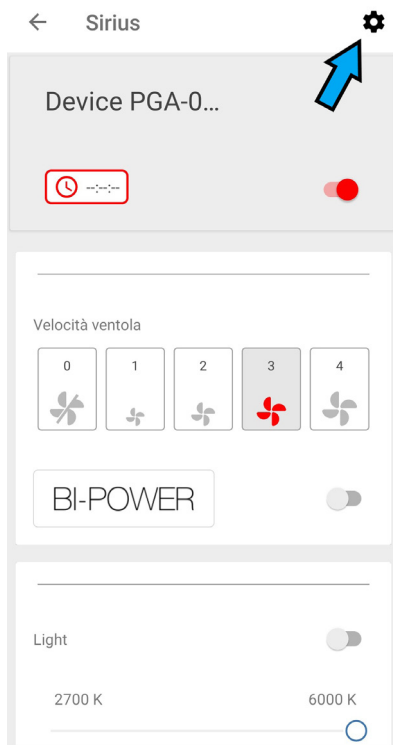 Sirius
Device PGA-0...
--:--:--
Velocità ventola
0 1 2 3 4
BI-POWER
Light
2700 K 6000 K